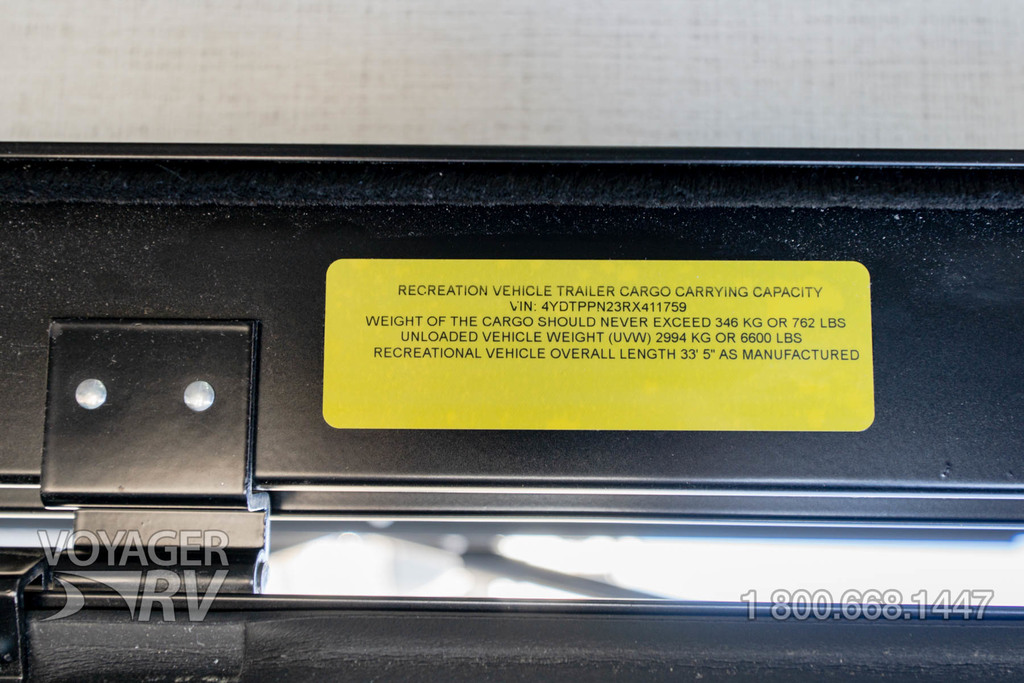 RECREATION VEHICLE TRAILER CARGO CARRYING CAPACITY
VIN: 4YDTPPN23RX411759
WEIGHT OF THE CARGO SHOULD NEVER EXCEED 346 KG OR 762 LBS
UNLOADED VEHICLE WEIGHT (UVW) 2994 KG OR 6600 LBS
RECREATIONAL VEHICLE OVERALL LENGTH 33' 5" AS MANUFACTURED
VOYAGER
RV
1 800.668.1447